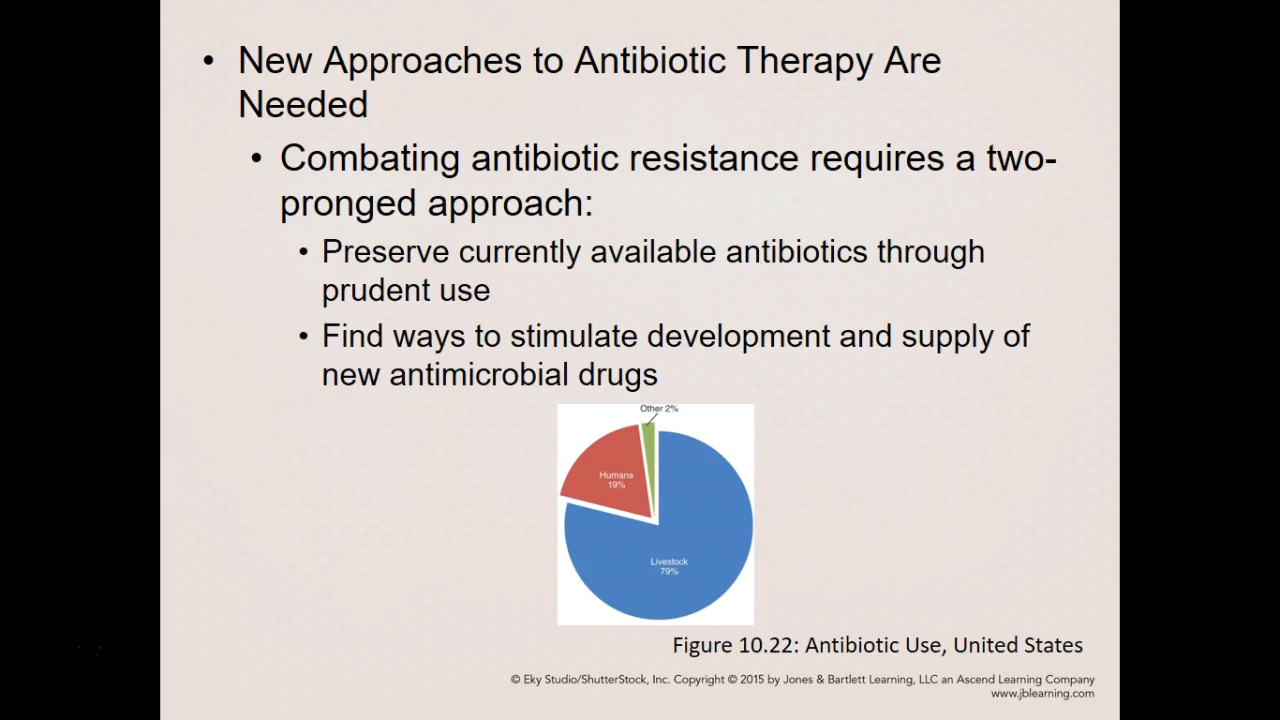 • New Approaches to Antibiotic Therapy Are
Needed
• Combating antibiotic resistance requires a two-
pronged approach:
• Preserve currently available antibiotics through
prudent use
• Find ways to stimulate development and supply of
new antimicrobial drugs
Other 2%
Humans
19%
Livestock
79%
Figure 10.22: Antibiotic Use, United States
© Eky Studio/ShutterStock, Inc. Copyright © 2015 by Jones & Bartlett Learning, LLC an Ascend Learning Company
www.jblearning.com